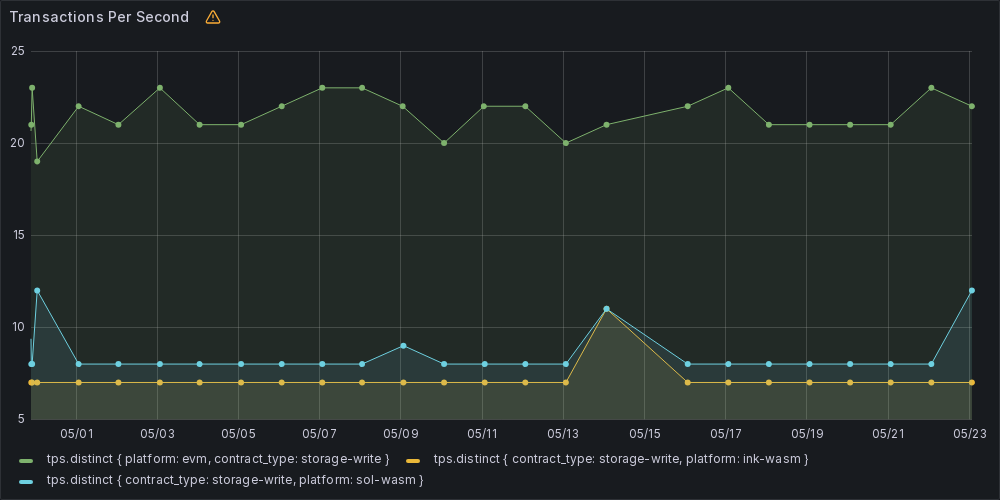 Transactions Per Second
25
20
15
10
5
05/01 05/03 05/05 05/07 05/09 05/11 05/13 05/15 05/17 05/19 05/21 05/23
tps.distinct { platform: evm, contract_type: storage-write } tps.distinct { contract_type: storage-write, platform: ink-wasm }
tps.distinct { contract_type: storage-write, platform: sol-wasm }